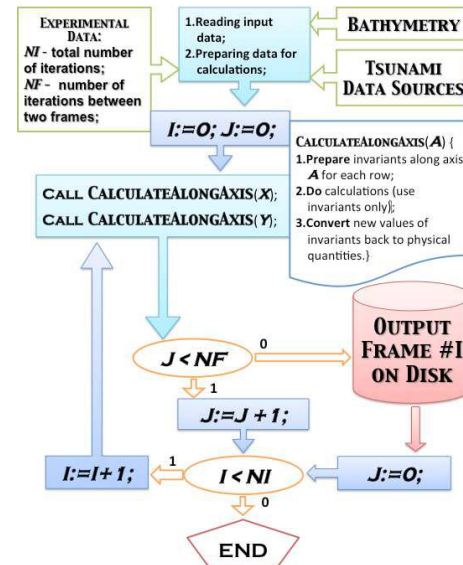 EXPERIMENTAL
DATA:
NI - total number
of iterations;
NF - number of
iterations between
two frames;
1.Reading input
data;
2.Preparing data for
calculations;
BATHYMETRY
TSUNAMI
DATA SOURCES
I:=0; J:=0;
CALCULATEALONGAXIS(A) {
1.Prepare invariants along axis
A for each row;
2.Do calculations (use
invariants only);
3.Convert new values of
invariants back to physical
quantities.}
CALL CALCULATEALONGAXIS(X);
CALL CALCULATEALONGAXIS(Y);
J < NF
0
1
OUTPUT
FRAME #I
ON DISK
J:=J + 1;
I:=I+1;
1
I < NI
J:=0;
0
END